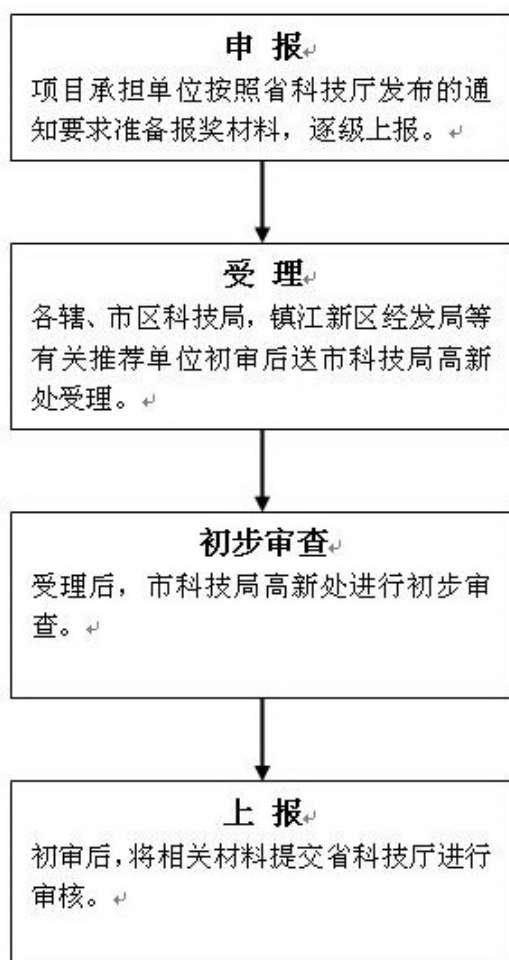 申 报
项目承担单位按照省科技厅发布的通
知要求准备报奖材料，逐级上报。
受 理
各辖、市区科技局，镇江新区经发局等
有关推荐单位初审后送市科技局高新
处受理。
初步审查
受理后，市科技局高新处进行初步审
查。
上 报
初审后，将相关材料提交省科技厅进行
审核。